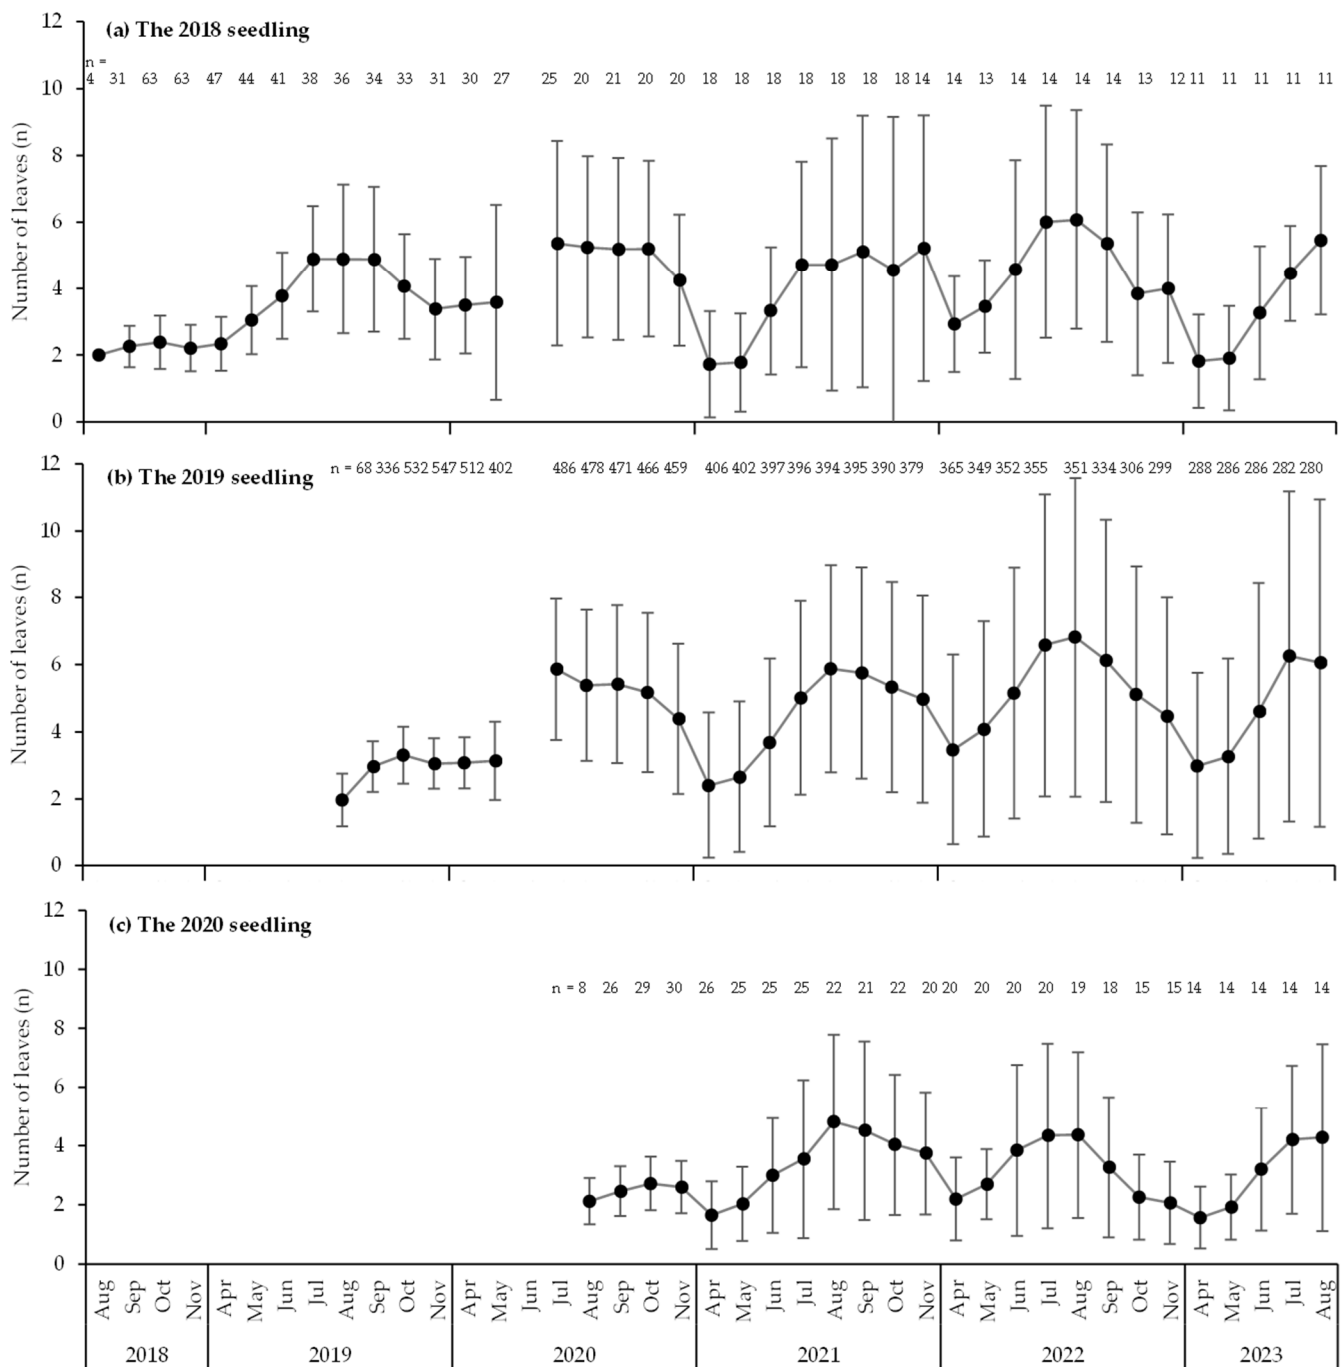 (a) The 2018 seedling
n =
4 31 63 63 47 44 41 38 36 34 33 31 30 27 25 20 21 20 20 18 18 18 18 18 18 18 14 14 13 14 14 14 14 13 12 11 11 11 11 11
12
10
8
6
4
2
0
Number of leaves (n)
(b) The 2019 seedling
n = 68 336 532 547 512 402 486 478 471 466 459 406 402 397 396 394 395 390 379 365 349 352 355 351 334 306 299 288 286 286 282 280
12
10
8
6
4
2
0
Number of leaves (n)
(c) The 2020 seedling
n = 8 26 29 30 26 25 25 25 22 21 22 20 20 20 20 20 19 18 15 15 14 14 14 14 14
12
10
8
6
4
2
0
Number of leaves (n)
Aug Sep Oct Nov Apr May Jun Jul Aug Sep Oct Nov Apr May Jun Jul Aug Sep Oct Nov Apr May Jun Jul Aug Sep Oct Nov Apr May Jun Jul Aug Sep Oct Nov Apr May Jun Jul Aug
2018 2019 2020 2021 2022 2023